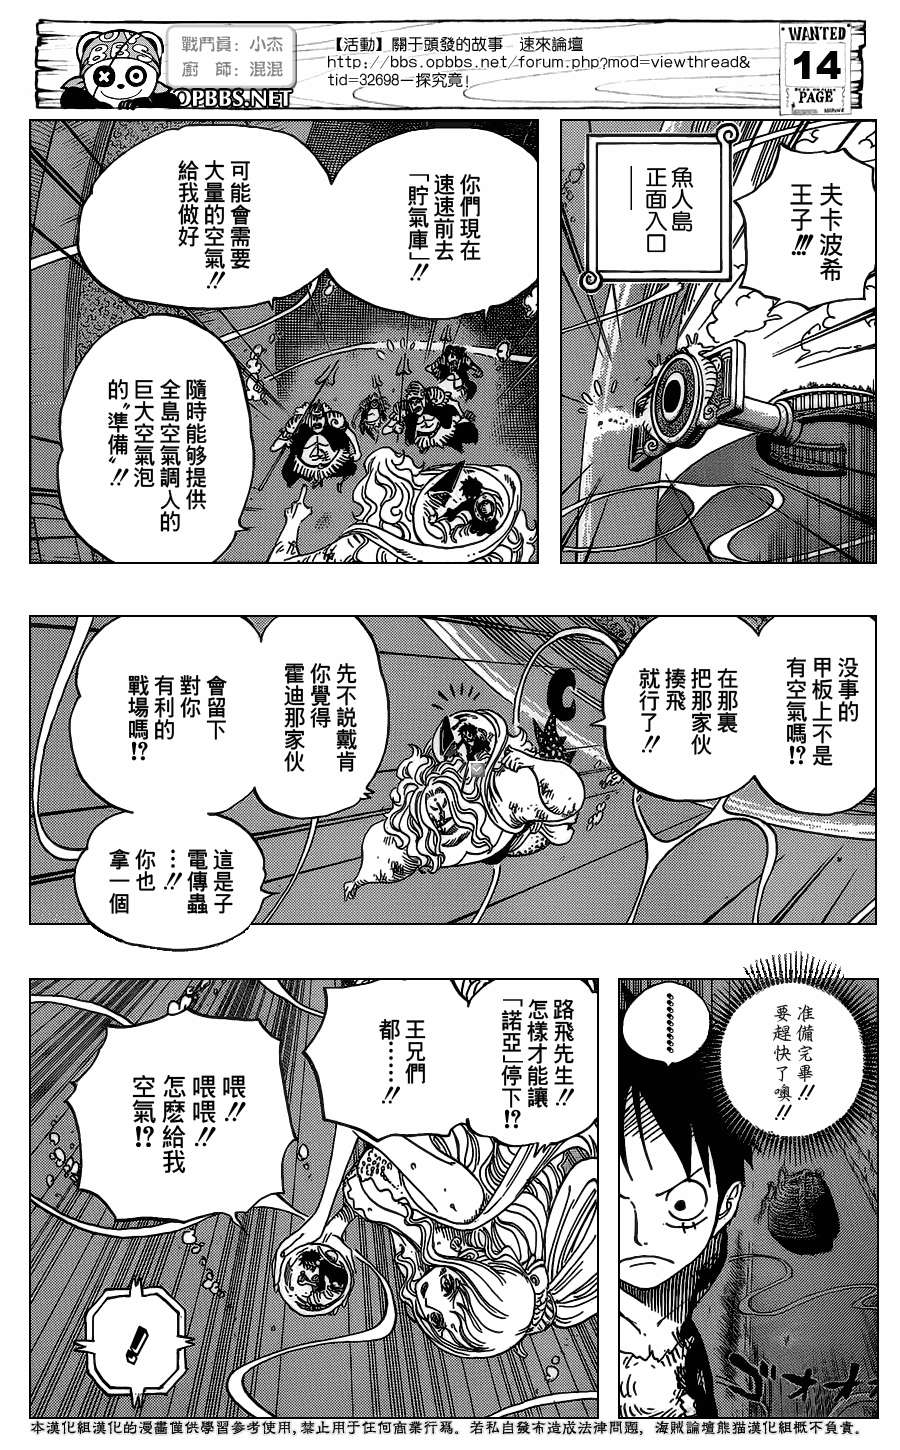 戰鬥員：小杰
廚　師：混混
OPBBS.NET
【活動】關于頭發的故事　速來論壇
http://bbs.opbbs.net/forum.php?mod=viewthread&
tid=32698一探究竟！
WANTED
14
PAGE
夫卡波希
王子!!!
魚人島
正面入口
——
你們現在
速速前去
「貯氣庫」!!
可能會需要
大量的空氣!!
給我做好
隨時能够提供
全島空氣調人的
巨大空氣泡
的〝準備〞!!
没事的
甲板上不是
有空氣嗎!?
在那裏
把那家伙
揍飛
就行了!!
先不說戴肯
你覺得
霍迪那家伙
會留下
對你
有利的
戰場嗎!?
這是子
電傳蟲
…!!
你也
拿一個
准備完畢!!
要趕快了噢!!
………
路飛先生!!
怎樣才能讓
「諾亞」停下!?
王兄們
都……!!
喂!!
喂喂!!
怎麽給我
空氣!?
!
ゴオオオ
本漢化組漢化的漫畫僅供學習參考使用,禁止用于任何商業行爲。若私自發布造成法律問題,海賊論壇熊猫漢化組概不負責。